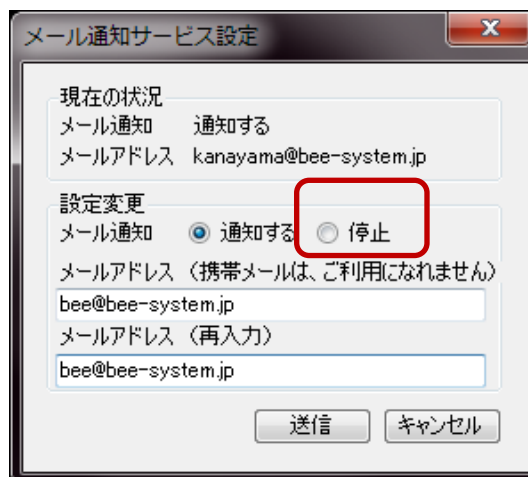 メール通知サービス設定
現在の状況
メール通知 通知する
メールアドレス kanayama@bee-system.jp
設定変更
メール通知 通知する 停止
メールアドレス (携帯メールは、ご利用になれません)
bee@bee-system.jp
メールアドレス (再入力)
bee@bee-system.jp
送信 キャンセル